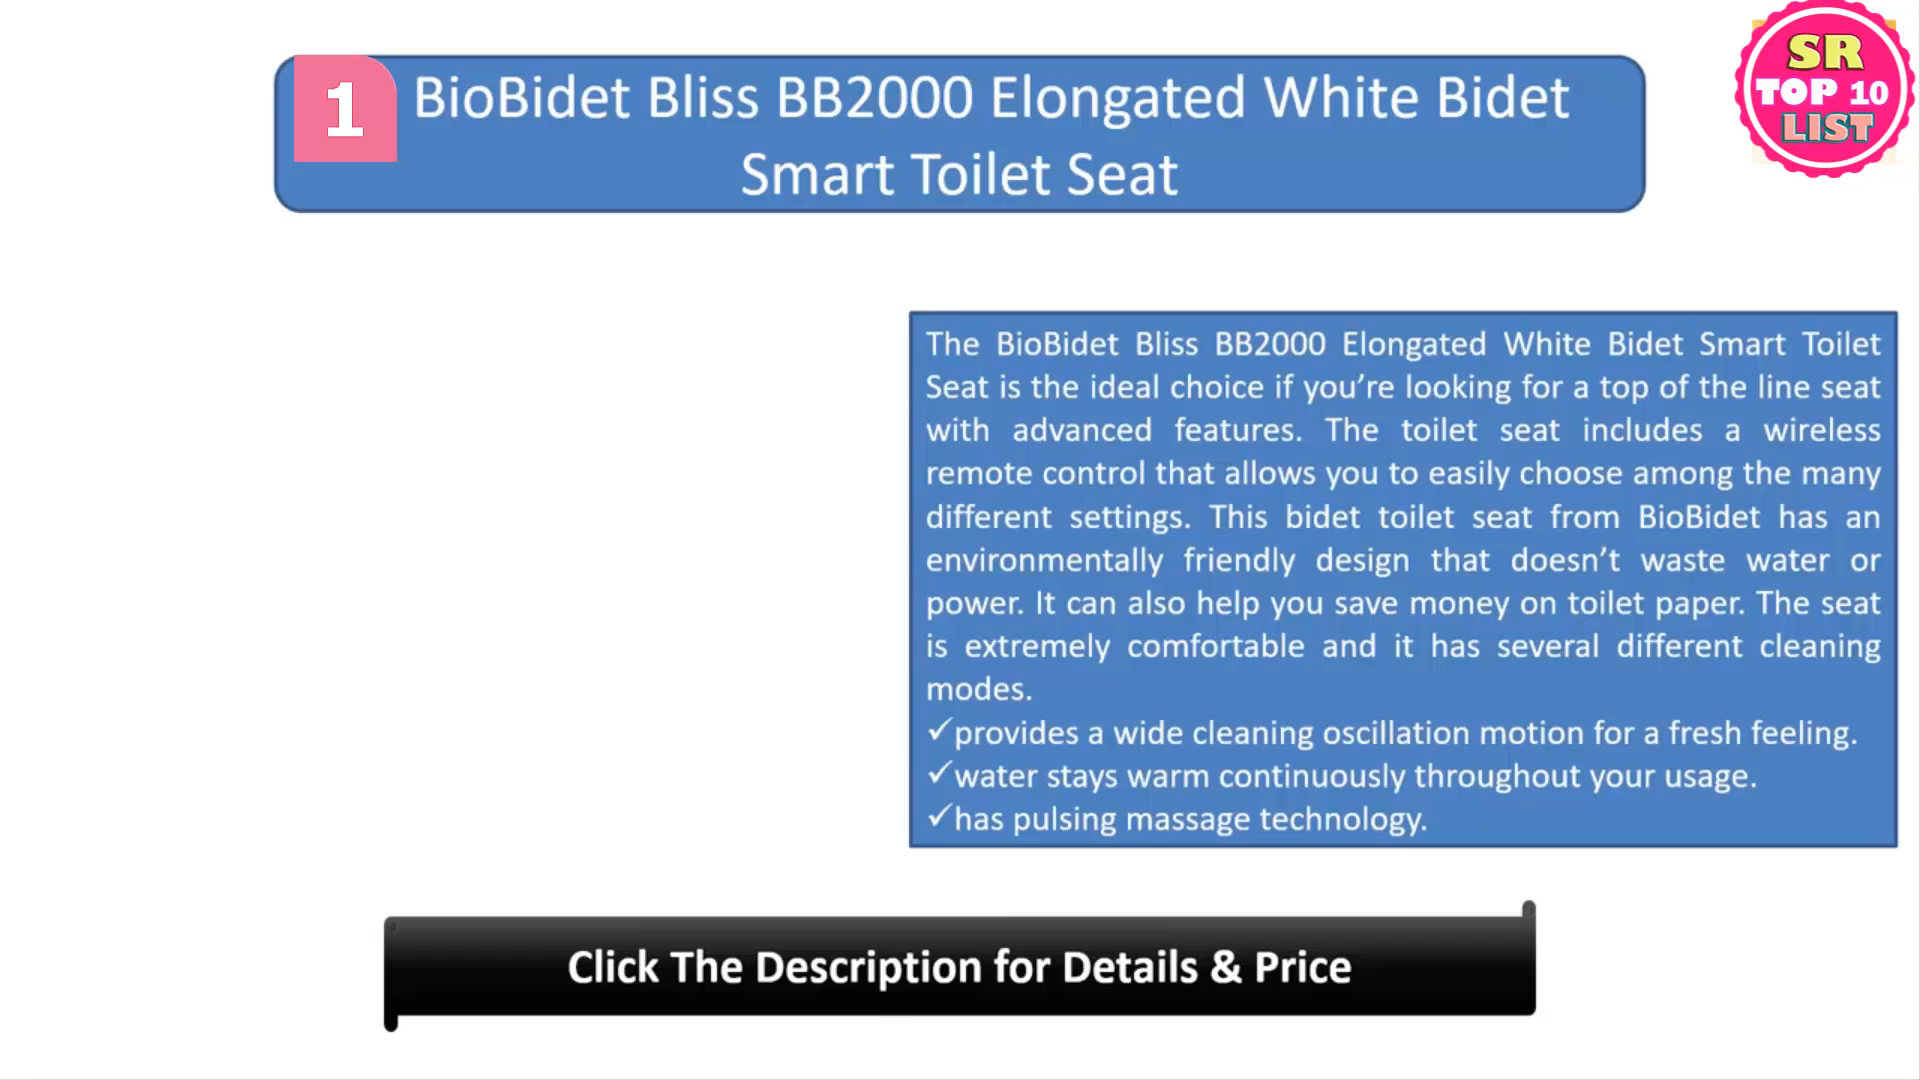 1
BioBidet Bliss BB2000 Elongated White Bidet
Smart Toilet Seat
SR
TOP 10
LIST
The BioBidet Bliss BB2000 Elongated White Bidet Smart Toilet
Seat is the ideal choice if you’re looking for a top of the line seat
with advanced features. The toilet seat includes a wireless
remote control that allows you to easily choose among the many
different settings. This bidet toilet seat from BioBidet has an
environmentally friendly design that doesn’t waste water or
power. It can also help you save money on toilet paper. The seat
is extremely comfortable and it has several different cleaning
modes.
✓provides a wide cleaning oscillation motion for a fresh feeling.
✓water stays warm continuously throughout your usage.
✓has pulsing massage technology.
Click The Description for Details & Price